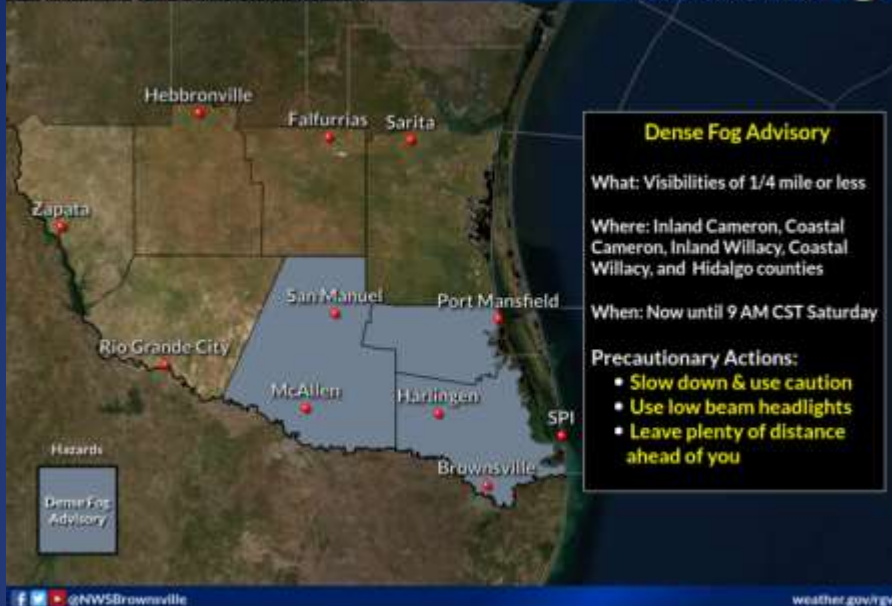 Hebbronville
Falfurrias
Sarita
Zapata
San Manuel
Port Mansfield
Rio Grande City
McAllen
Harlingen
SPI
Brownsville
Hazards
Dense Fog
Advisory
Dense Fog Advisory
What: Visibilities of 1/4 mile or less
Where: Inland Cameron, Coastal
Cameron, Inland Willacy, Coastal
Willacy, and Hidalgo counties
When: Now until 9 AM CST Saturday
Precautionary Actions:
• Slow down & use caution
• Use low beam headlights
• Leave plenty of distance
ahead of you
@NWSBrownsville
weather.gov/rgv